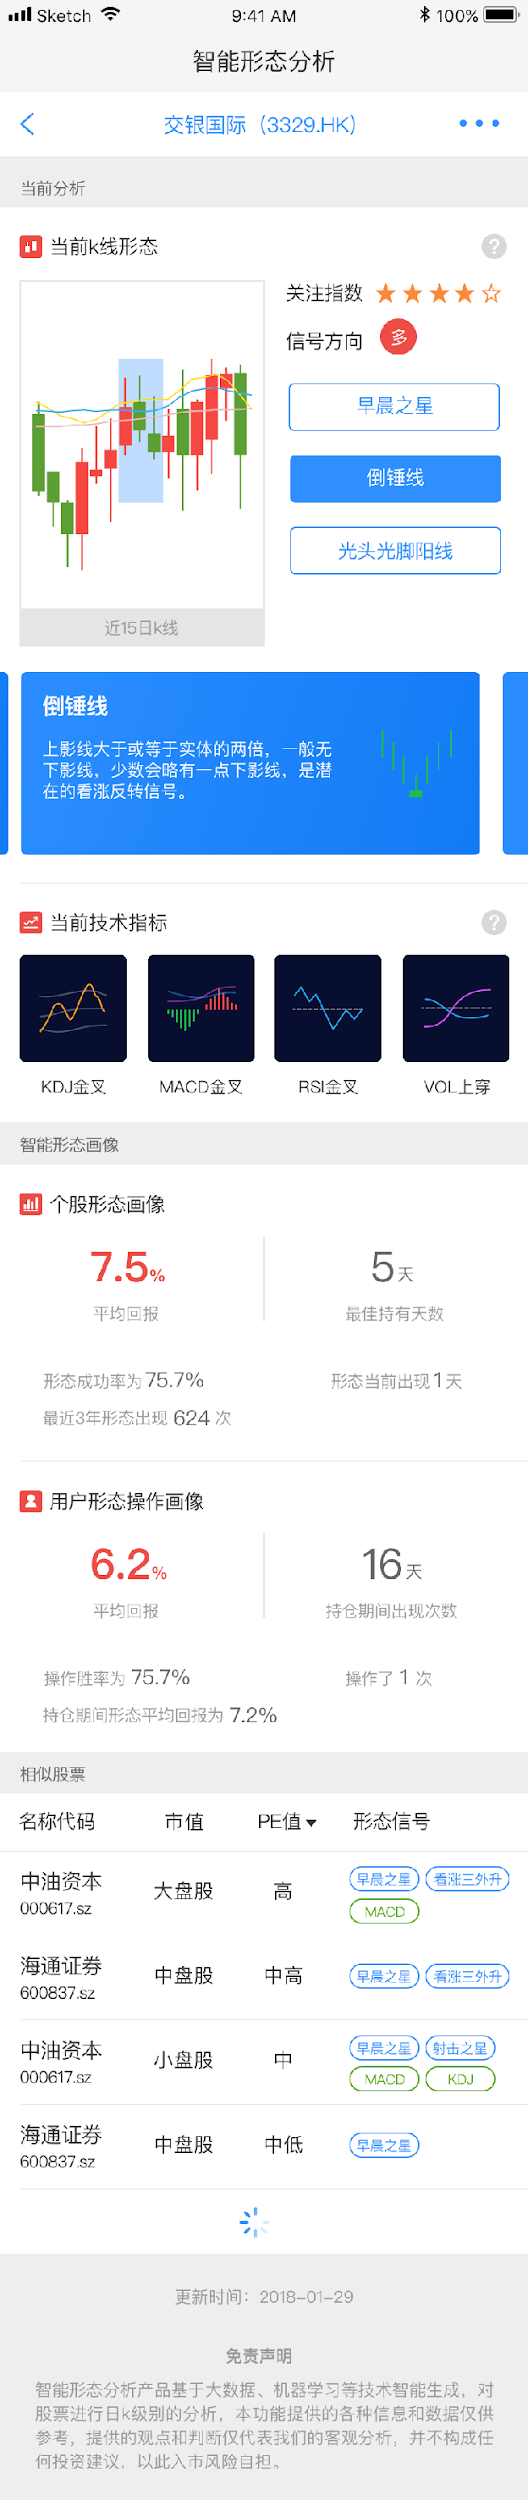 Sketch 9:41 AM 100%
智能形态分析
交银国际（3329.HK）
当前分析
当前k线形态 ?
关注指数
信号方向 多
早晨之星
倒锤线
光头光脚阳线
近15日k线
倒锤线
上影线大于或等于实体的两倍，一般无
下影线，少数会略有一点下影线，是潜
在的看涨反转信号。
当前技术指标 ?
KDJ金叉 MACD金叉 RSI金叉 VOL上穿
智能形态画像
个股形态画像
7.5% 5天
平均回报 最佳持有天数
形态成功率为75.7% 形态当前出现1天
最近3年形态出现 624 次
用户形态操作画像
6.2% 16天
平均回报 持仓期间出现次数
操作胜率为 75.7% 操作了 1 次
持仓期间形态平均回报为 7.2%
相似股票
名称代码 市值 PE值 形态信号
中油资本 大盘股 高 早晨之星 看涨三外升
000617.sz MACD
海通证券 中盘股 中高 早晨之星 看涨三外升
600837.sz
中油资本 小盘股 中 早晨之星 射击之星
000617.sz MACD KDJ
海通证券 中盘股 中低 早晨之星
600837.sz
更新时间：2018-01-29
免责声明
智能形态分析产品基于大数据、机器学习等技术智能生成，对
股票进行日k级别的分析，本功能提供的各种信息和数据仅供
参考，提供的观点和判断仅代表我们的客观分析，并不构成任
何投资建议，以此入市风险自担。